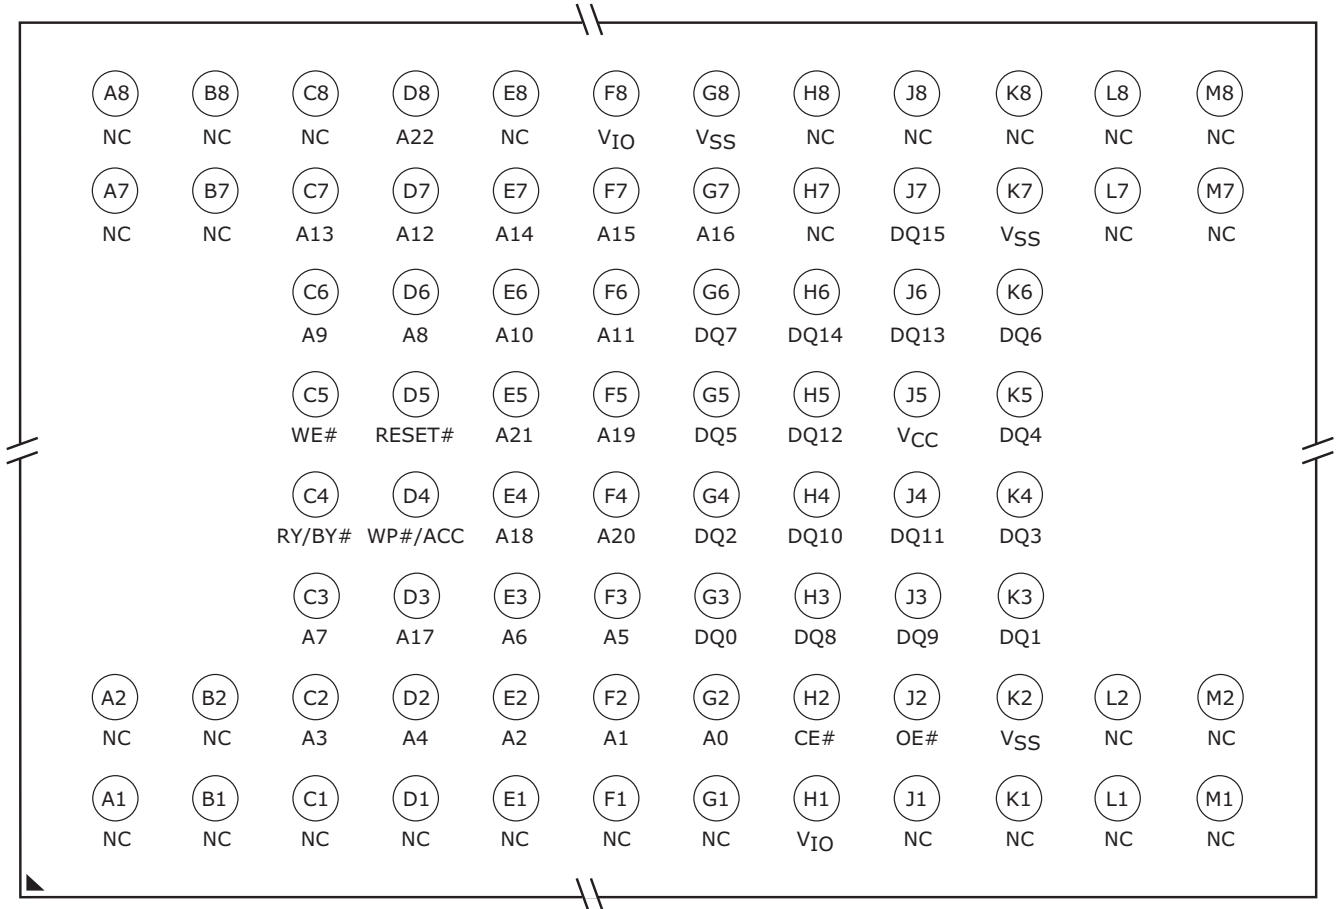 A8 B8 C8 D8 E8 F8 G8 H8 J8 K8 L8 M8
NC NC NC A22 NC VIO VSS NC NC NC NC NC
A7 B7 C7 D7 E7 F7 G7 H7 J7 K7 L7 M7
NC NC A13 A12 A14 A15 A16 NC DQ15 VSS NC NC
C6 D6 E6 F6 G6 H6 J6 K6
A9 A8 A10 A11 DQ7 DQ14 DQ13 DQ6
C5 D5 E5 F5 G5 H5 J5 K5
WE# RESET# A21 A19 DQ5 DQ12 VCC DQ4
C4 D4 E4 F4 G4 H4 J4 K4
RY/BY# WP#/ACC A18 A20 DQ2 DQ10 DQ11 DQ3
C3 D3 E3 F3 G3 H3 J3 K3
A7 A17 A6 A5 DQ0 DQ8 DQ9 DQ1
A2 B2 C2 D2 E2 F2 G2 H2 J2 K2 L2 M2
NC NC A3 A4 A2 A1 A0 CE# OE# VSS NC NC
A1 B1 C1 D1 E1 F1 G1 H1 J1 K1 L1 M1
NC NC NC NC NC NC NC VIO NC NC NC NC